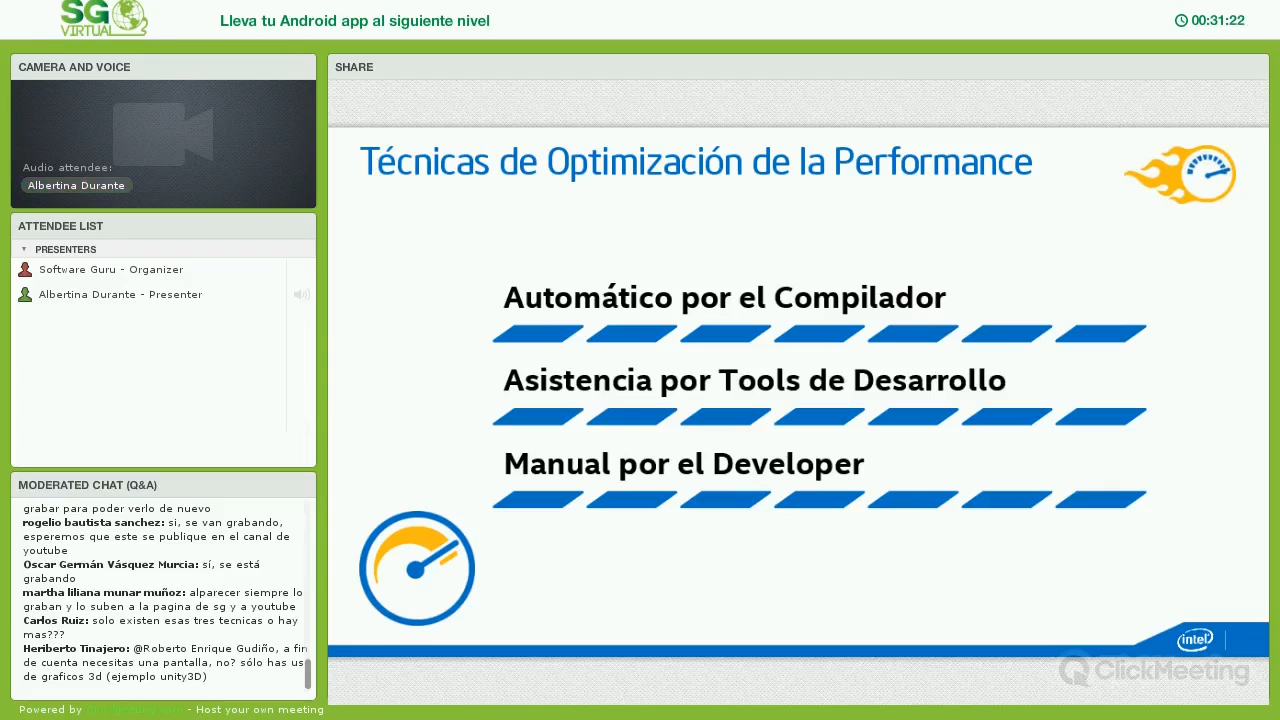 SG
VIRTUAL
Lleva tu Android app al siguiente nivel
00:31:22
CAMERA AND VOICE
Audio attendee:
Albertina Durante
ATTENDEE LIST
PRESENTERS
Software Guru - Organizer
Albertina Durante - Presenter
MODERATED CHAT (Q&A)
grabar para poder verlo de nuevo
rogelio bautista sanchez: si, se van grabando,
esperemos que este se publique en el canal de
youtube
Oscar Germán Vásquez Murcia: sí, se está
grabando
martha liliana munar muñoz: alparecer siempre lo
graban y lo suben a la pagina de sg y a youtube
Carlos Ruiz: solo existen esas tres tecnicas o hay
mas???
Heriberto Tinajero: @Roberto Enrique Gudiño, a fin
de cuenta necesitas una pantalla, no? sólo has us
de graficos 3d (ejemplo unity3D)
Powered by
- Host your own meeting
SHARE
Técnicas de Optimización de la Performance
Automático por el Compilador
Asistencia por Tools de Desarrollo
Manual por el Developer
intel
ClickMeeting